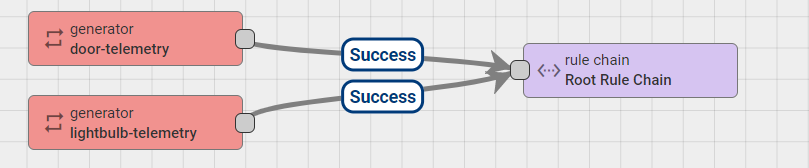 generator
door-telemetry
Success
rule chain
Root Rule Chain
generator
lightbulb-telemetry
Success